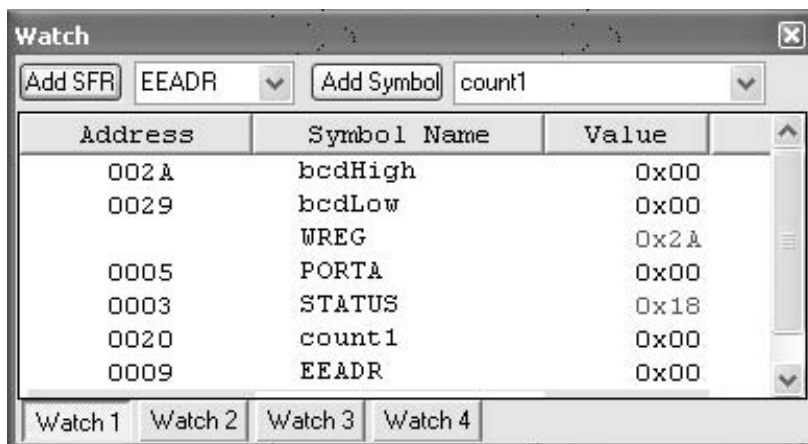 Watch
Add SFR EEADR Add Symbol count1
Address Symbol Name Value
002A bcdHigh 0x00
0029 bcdLow 0x00
WREG 0x2A
0005 PORTA 0x00
0003 STATUS 0x18
0020 count1 0x00
0009 EEADR 0x00
Watch 1 Watch 2 Watch 3 Watch 4